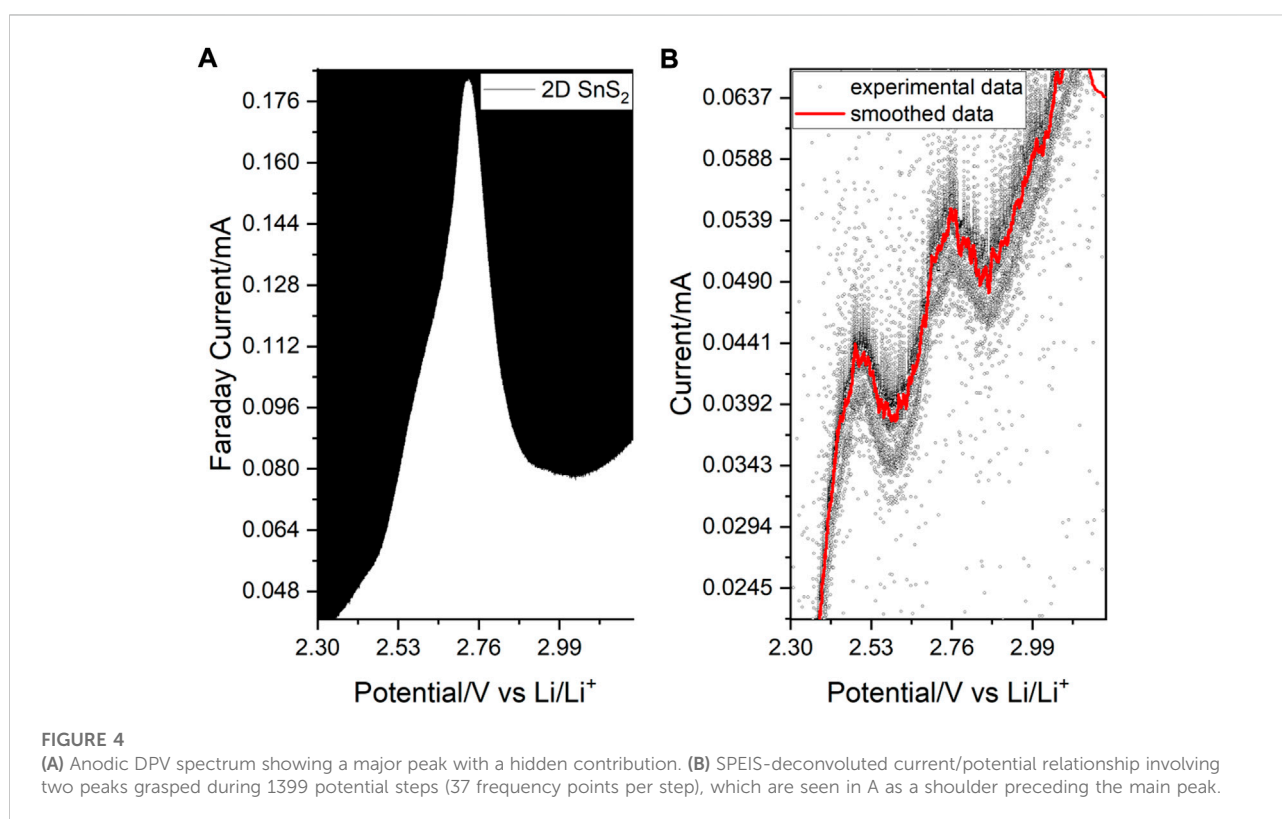 A
2D SnS₂
0.176
0.160
0.144
0.128
0.112
0.096
0.080
0.064
0.048
Faraday Current/mA
2.30 2.53 2.76 2.99
Potential/V vs Li/Li⁺
B
experimental data
smoothed data
0.0637
0.0588
0.0539
0.0490
0.0441
0.0392
0.0343
0.0294
0.0245
Current/mA
2.30 2.53 2.76 2.99
Potential/V vs Li/Li⁺
FIGURE 4
(A) Anodic DPV spectrum showing a major peak with a hidden contribution. (B) SPEIS-deconvoluted current/potential relationship involving
two peaks grasped during 1399 potential steps (37 frequency points per step), which are seen in A as a shoulder preceding the main peak.